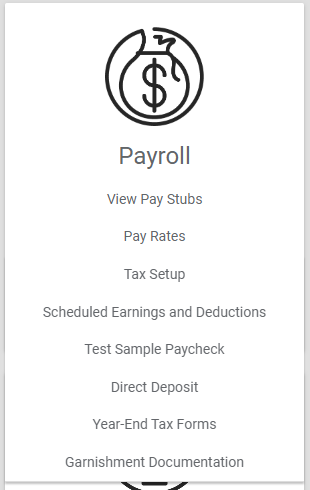 $
Payroll
View Pay Stubs
Pay Rates
Tax Setup
Scheduled Earnings and Deductions
Test Sample Paycheck
Direct Deposit
Year-End Tax Forms
Garnishment Documentation